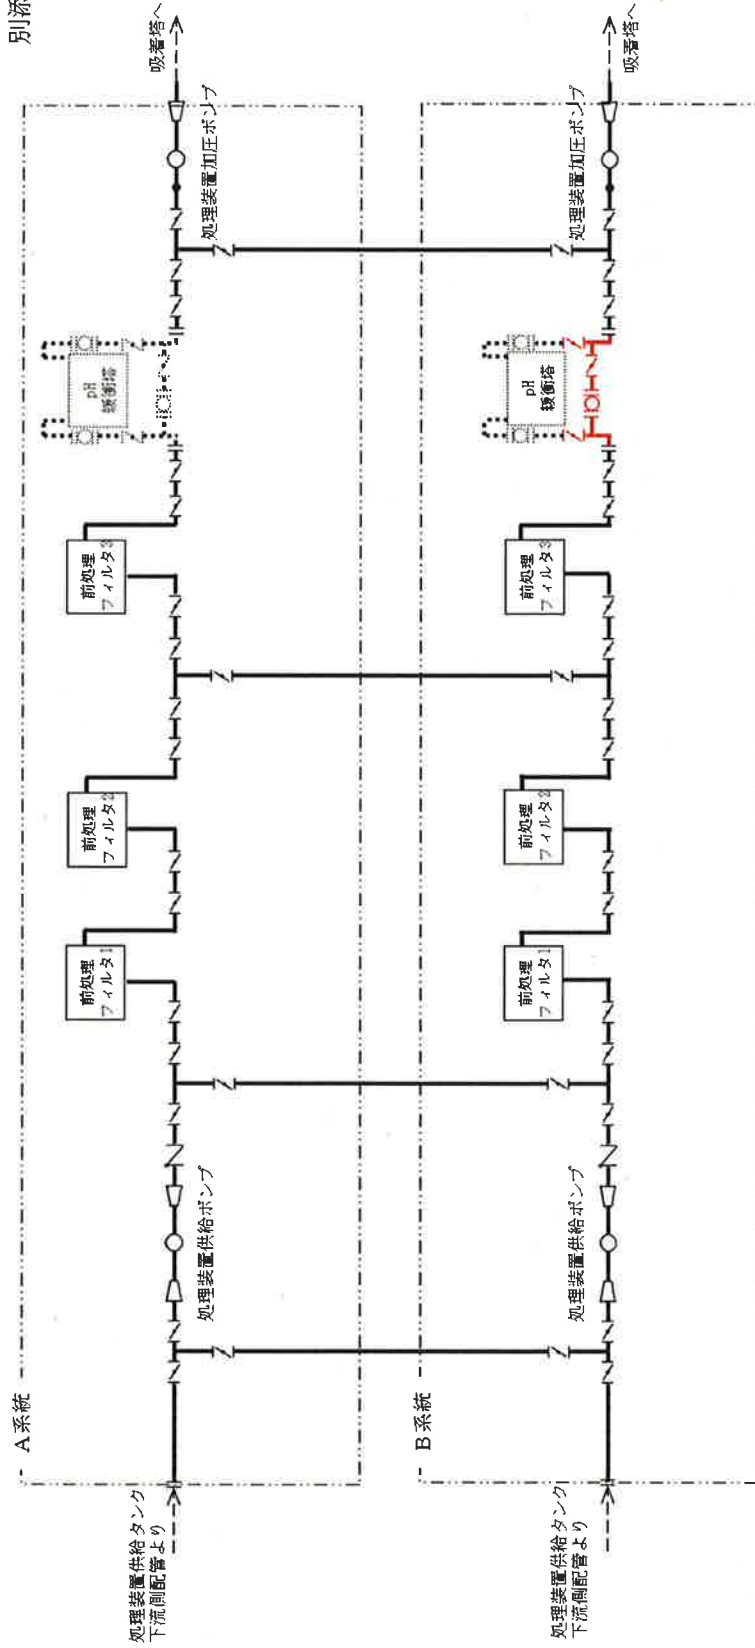 別添
A系統
処理装置供給タンク
下流側配管より
処理装置供給ポンプ
前処理
フィルタ1
前処理
フィルタ2
前処理
フィルタ3
pH
緩衝塔
処理装置加圧ポンプ
吸着塔へ
B系統
処理装置供給タンク
下流側配管より
処理装置供給ポンプ
前処理
フィルタ1
前処理
フィルタ2
前処理
フィルタ3
pH
緩衝塔
処理装置加圧ポンプ
吸着塔へ